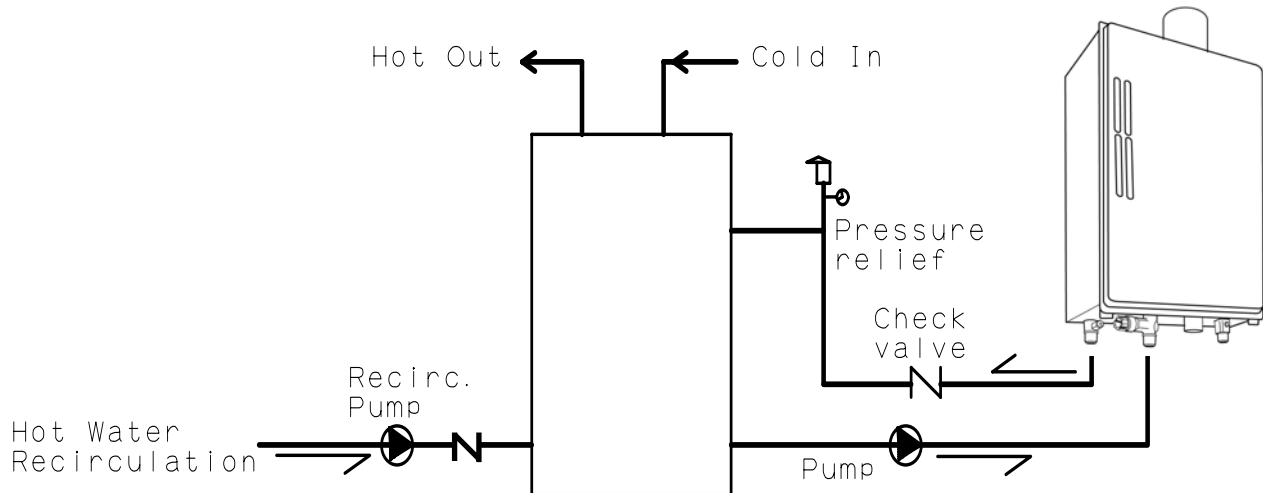 Hot Out
Cold In
Pressure
relief
Check
valve
Recirc.
Pump
Hot Water
Recirculation
Pump